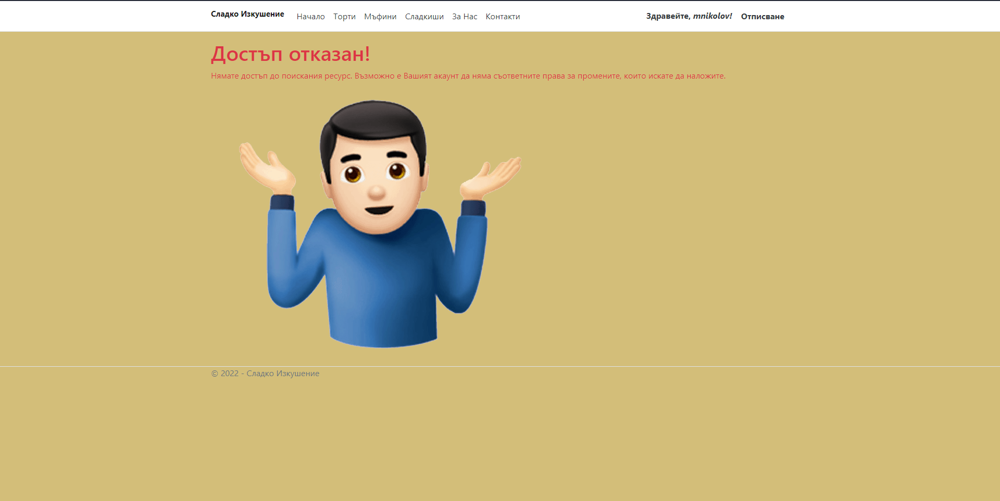 Сладко Изкушение Начало Торти Мъфини Сладкиши За Нас Контакти Здравейте, mnikolov! Отписване
Достъп отказан!
Нямате достъп до поискания ресурс. Възможно е Вашият акаунт да няма съответните права за промените, които искате да наложите.
© 2022 - Сладко Изкушение